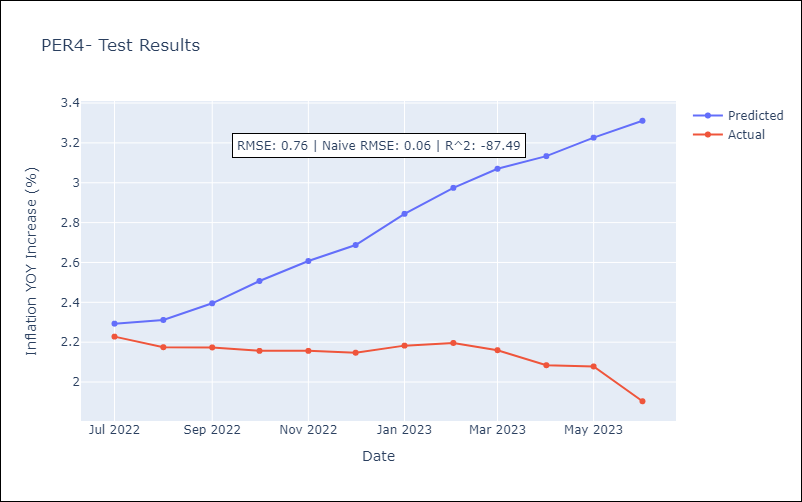 PER4- Test Results
3.4
3.2
3
2.8
2.6
2.4
2.2
2
Inflation YOY Increase (%)
RMSE: 0.76 | Naive RMSE: 0.06 | R^2: -87.49
Predicted
Actual
Jul 2022 Sep 2022 Nov 2022 Jan 2023 Mar 2023 May 2023
Date